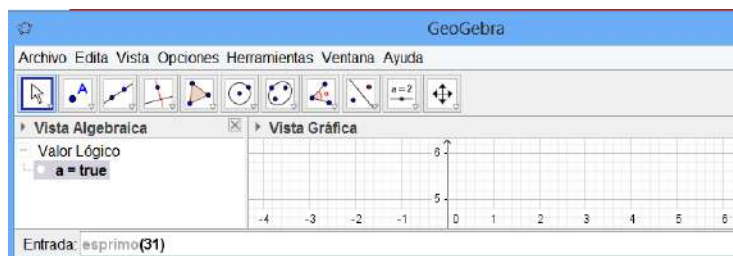 GeoGebra
Archivo Edita Vista Opciones Herramientas Ventana Ayuda
A a=2
Vista Algebraica Vista Gráfica
Valor Lógico
a = true
6
5
-4 -3 -2 -1 0 1 2 3 4 5 6
Entrada: esprimo(31)